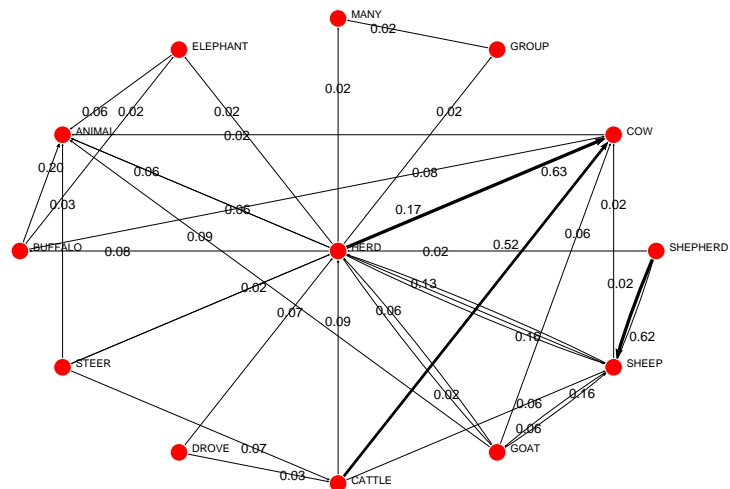 MANY
0.02
GROUP
ELEPHANT
0.02
0.06
0.02
0.02
0.02
ANIMAL
0.02
COW
0.20
0.06
0.08
0.63
0.03
0.06
0.17
0.02
0.09
0.06
0.52
BUFFALO
0.08
HERD
0.02
SHEPHERD
0.02
0.13
0.02
0.07
0.09
0.06
0.16
0.62
STEER
SHEEP
0.02
0.06
0.16
0.06
DROVE
0.07
GOAT
0.03
CATTLE